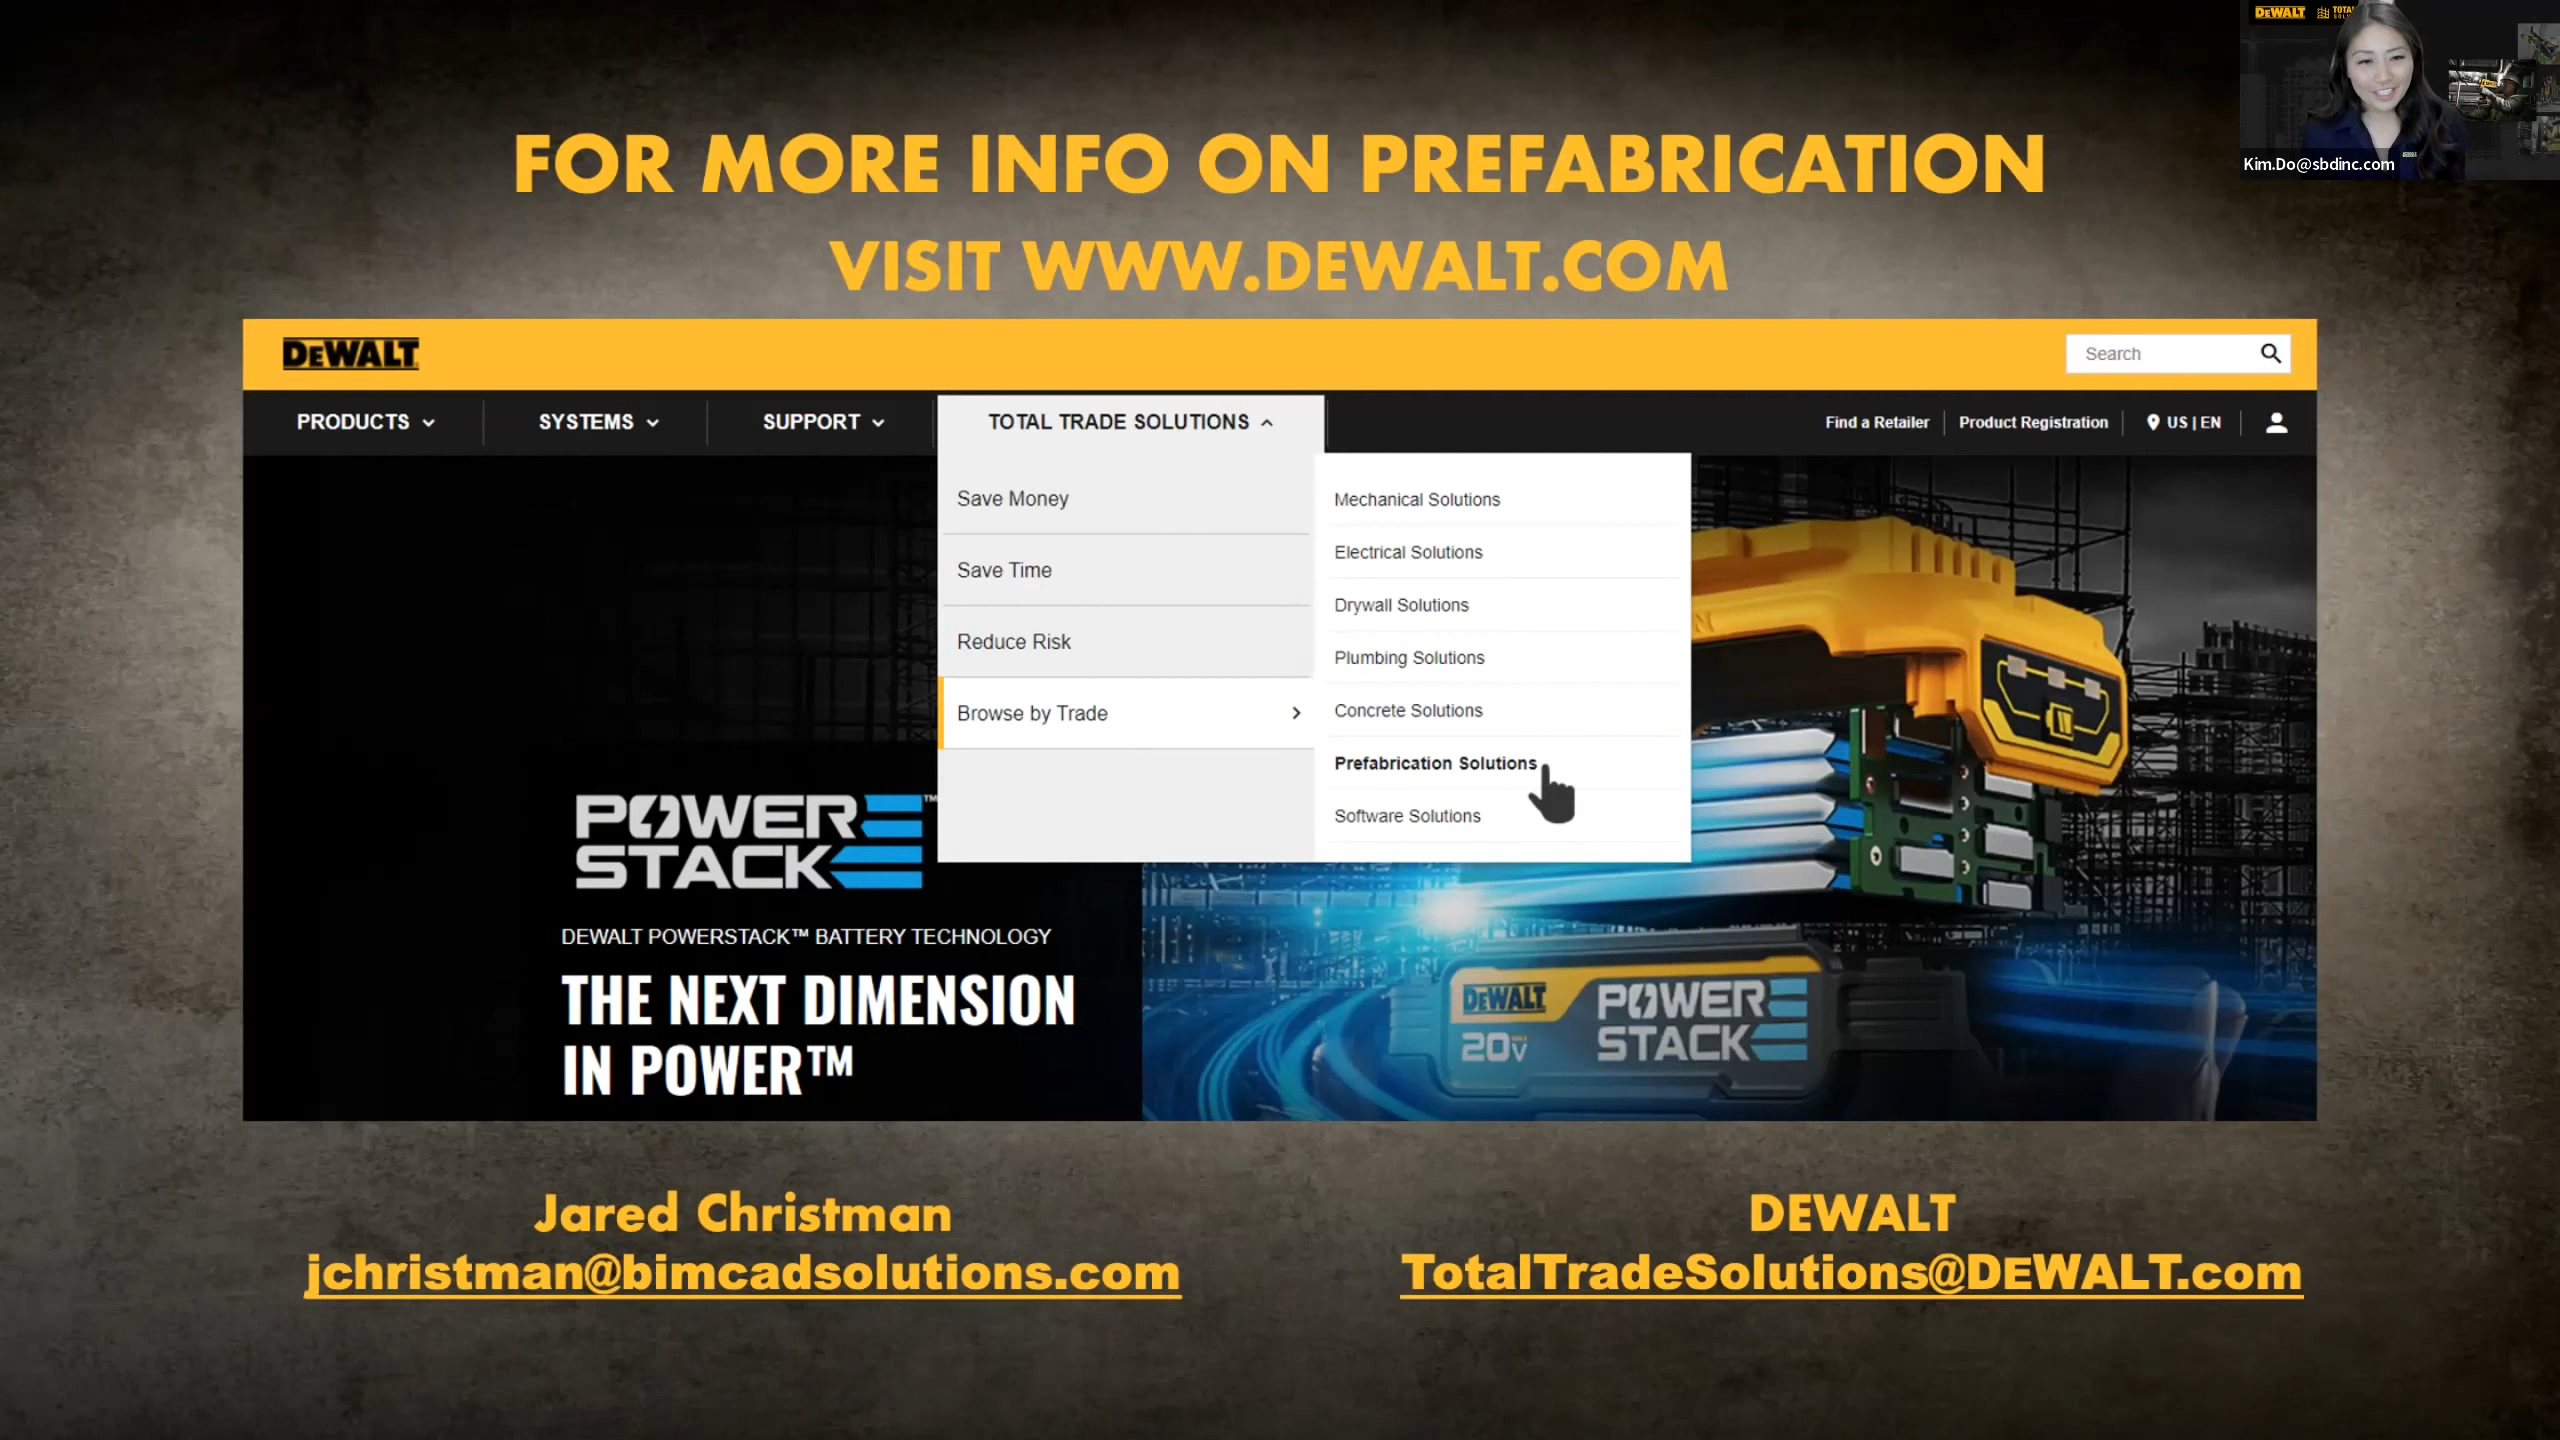 DEWALT
Kim.Do@sbdinc.com
FOR MORE INFO ON PREFABRICATION
VISIT WWW.DEWALT.COM
DEWALT
Search
PRODUCTS
SYSTEMS
SUPPORT
TOTAL TRADE SOLUTIONS
Find a Retailer
Product Registration
US | EN
Save Money
Save Time
Reduce Risk
Browse by Trade
Mechanical Solutions
Electrical Solutions
Drywall Solutions
Plumbing Solutions
Concrete Solutions
Prefabrication Solutions
Software Solutions
POWER™
STACK
DEWALT POWERSTACK™ BATTERY TECHNOLOGY
THE NEXT DIMENSION
IN POWER™
DEWALT
20V
POWER
STACK
Jared Christman
jchristman@bimcadsolutions.com
DEWALT
TotalTradeSolutions@DEWALT.com